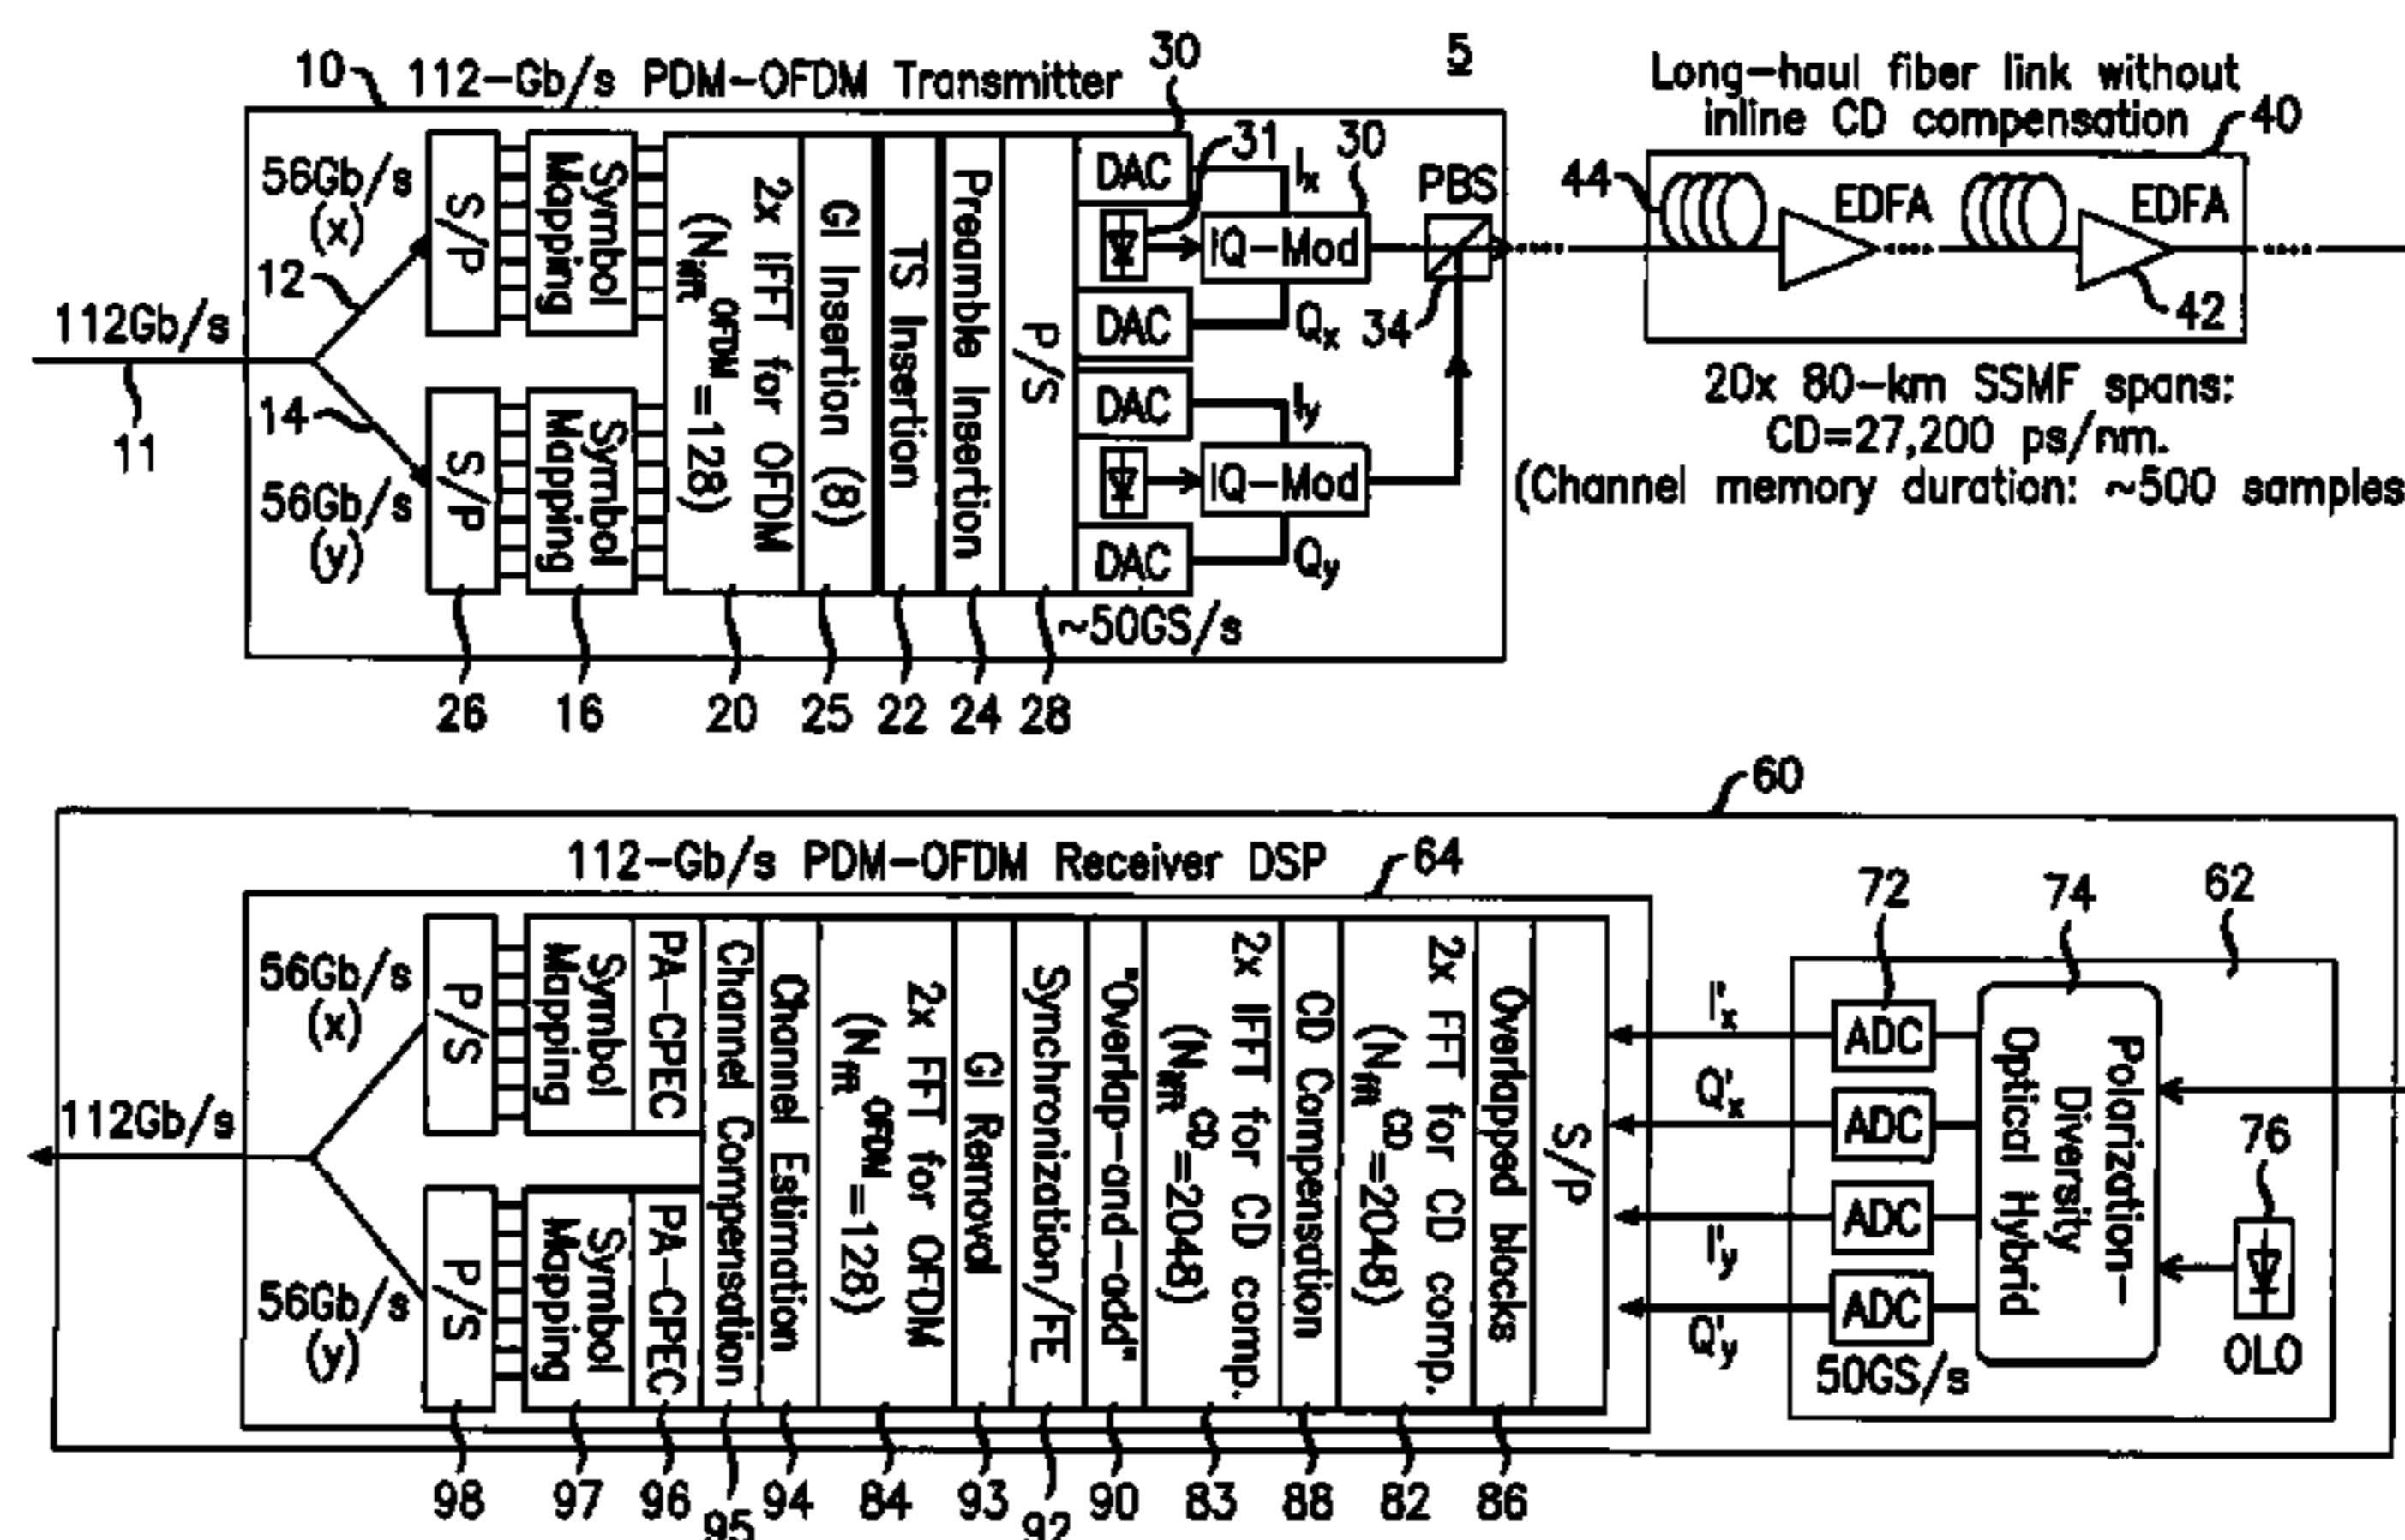 10
112-Gb/s PDM-OFDM Transmitter
30
5
Long-haul fiber link without
inline CD compensation
40
56Gb/s
(x)
12
112Gb/s
11
14
56Gb/s
(y)
S/P
S/P
Symbol
Mapping
Symbol
Mapping
2x IFFT for OFDM
(N_ifft^OFDM=128)
GI Insertion (8)
TS Insertion
Preamble Insertion
P/S
DAC
DAC
DAC
DAC
~50GS/s
31
30
I_x
IQ-Mod
Q_x
I_y
IQ-Mod
Q_y
PBS
34
44
EDFA
EDFA
42
20x 80-km SSMF spans:
CD=27,200 ps/nm.
(Channel memory duration: ~500 samples
26
16
20
25
22
24
28
60
112-Gb/s PDM-OFDM Receiver DSP
64
56Gb/s
(x)
112Gb/s
56Gb/s
(y)
P/S
P/S
Symbol
Mapping
Symbol
Mapping
PA-CPEC
PA-CPEC
Channel Compensation
Channel Estimation
2x FFT for OFDM
(N_fft^OFDM=128)
GI Removal
Synchronization/FE
"Overlap-and-add"
2x IFFT for CD comp.
(N_ifft^CD=2048)
CD Compensation
2x FFT for CD comp.
(N_fft^CD=2048)
Overlapped blocks
S/P
I'_x
Q'_x
I'_y
Q'_y
72
74
62
ADC
ADC
ADC
ADC
50GS/s
Polarization-
Diversity
Optical Hybrid
76
OLO
98
97
96
95
94
84
93
92
90
83
88
82
86